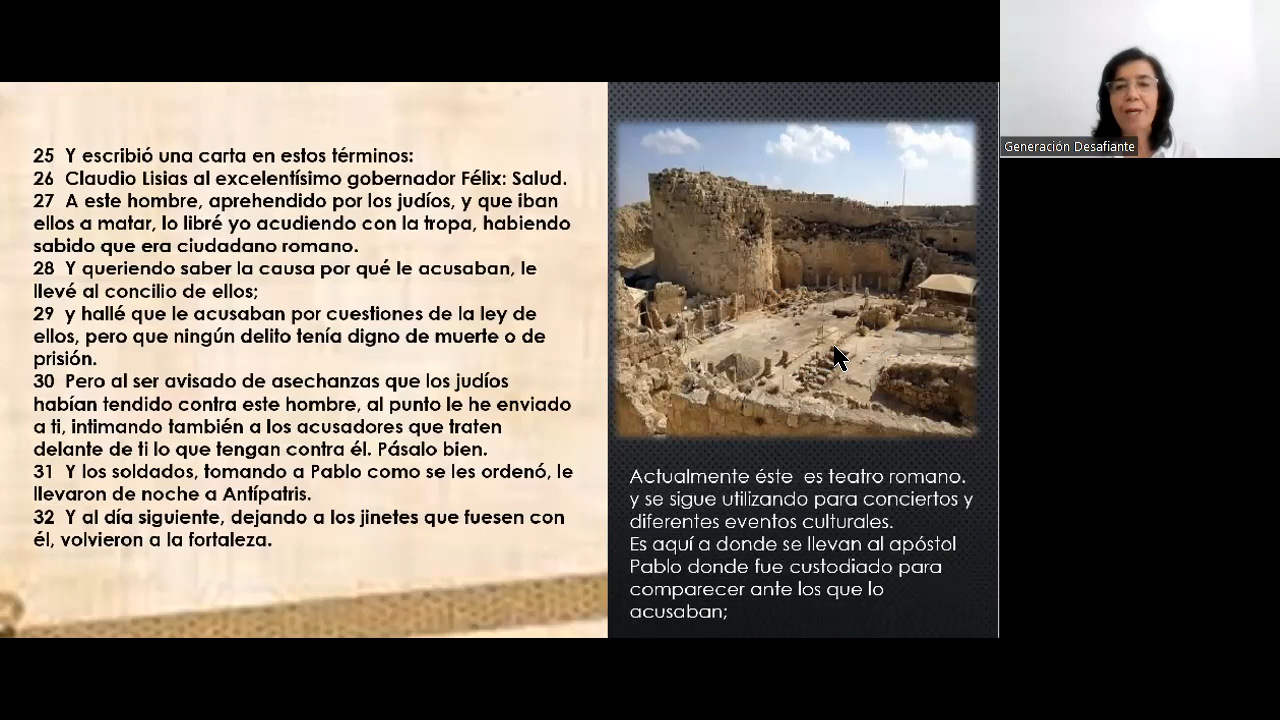 25  Y escribió una carta en estos términos:
26  Claudio Lisias al excelentísimo gobernador Félix: Salud.
27  A este hombre, aprehendido por los judíos, y que iban
ellos a matar, lo libré yo acudiendo con la tropa, habiendo
sabido que era ciudadano romano.
28  Y queriendo saber la causa por qué le acusaban, le
llevé al concilio de ellos;
29  y hallé que le acusaban por cuestiones de la ley de
ellos, pero que ningún delito tenía digno de muerte o de
prisión.
30  Pero al ser avisado de asechanzas que los judíos
habían tendido contra este hombre, al punto le he enviado
a ti, intimando también a los acusadores que traten
delante de ti lo que tengan contra él. Pásalo bien.
31  Y los soldados, tomando a Pablo como se les ordenó, le
llevaron de noche a Antípatris.
32  Y al día siguiente, dejando a los jinetes que fuesen con
él, volvieron a la fortaleza.
Actualmente éste  es teatro romano.
y se sigue utilizando para conciertos y
diferentes eventos culturales.
Es aquí a donde se llevan al apóstol
Pablo donde fue custodiado para
comparecer ante los que lo
acusaban;
Generación Desafiante